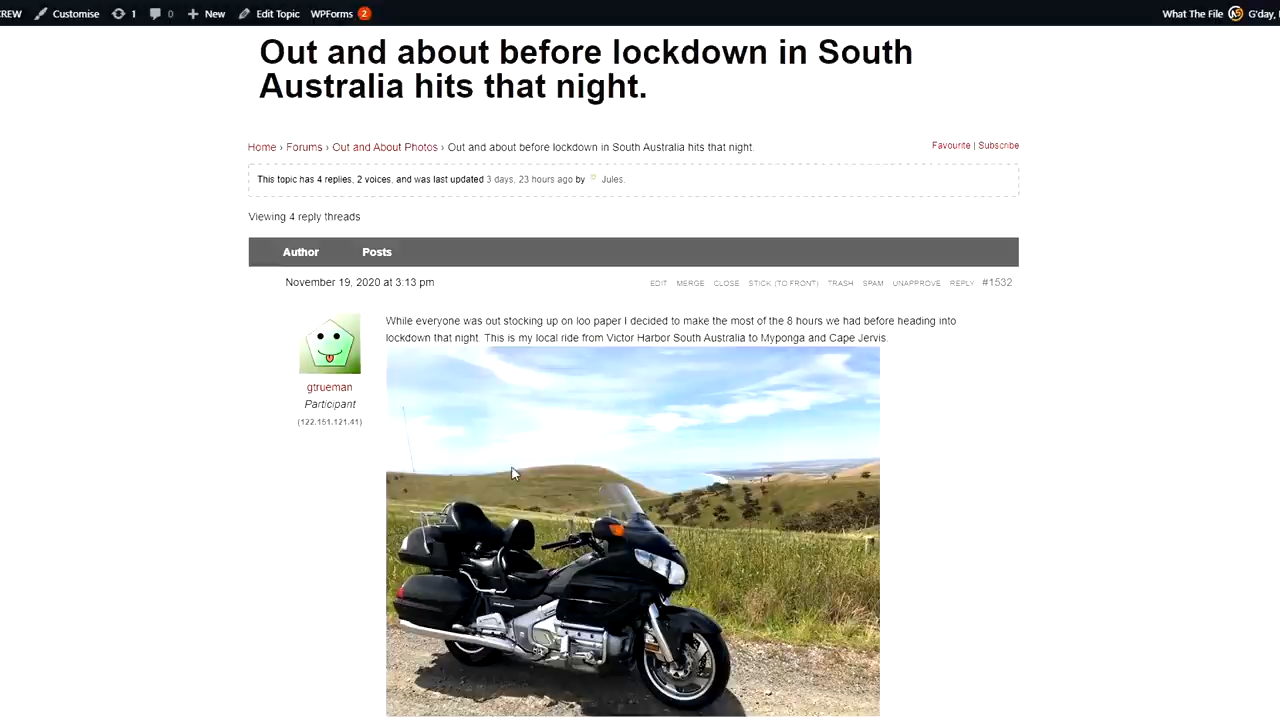 CREW Customise 1 0 New Edit Topic WPForms 2 What The File G'day,
Out and about before lockdown in South
Australia hits that night.
Home › Forums › Out and About Photos › Out and about before lockdown in South Australia hits that night.
Favourite | Subscribe
This topic has 4 replies, 2 voices, and was last updated 3 days, 23 hours ago by Jules.
Viewing 4 reply threads
Author Posts
November 19, 2020 at 3:13 pm EDIT MERGE CLOSE STICK (TO FRONT) TRASH SPAM UNAPPROVE REPLY #1532
While everyone was out stocking up on loo paper I decided to make the most of the 8 hours we had before heading into
lockdown that night. This is my local ride from Victor Harbor South Australia to Myponga and Cape Jervis.
gtrueman
Participant
(122.151.121.41)